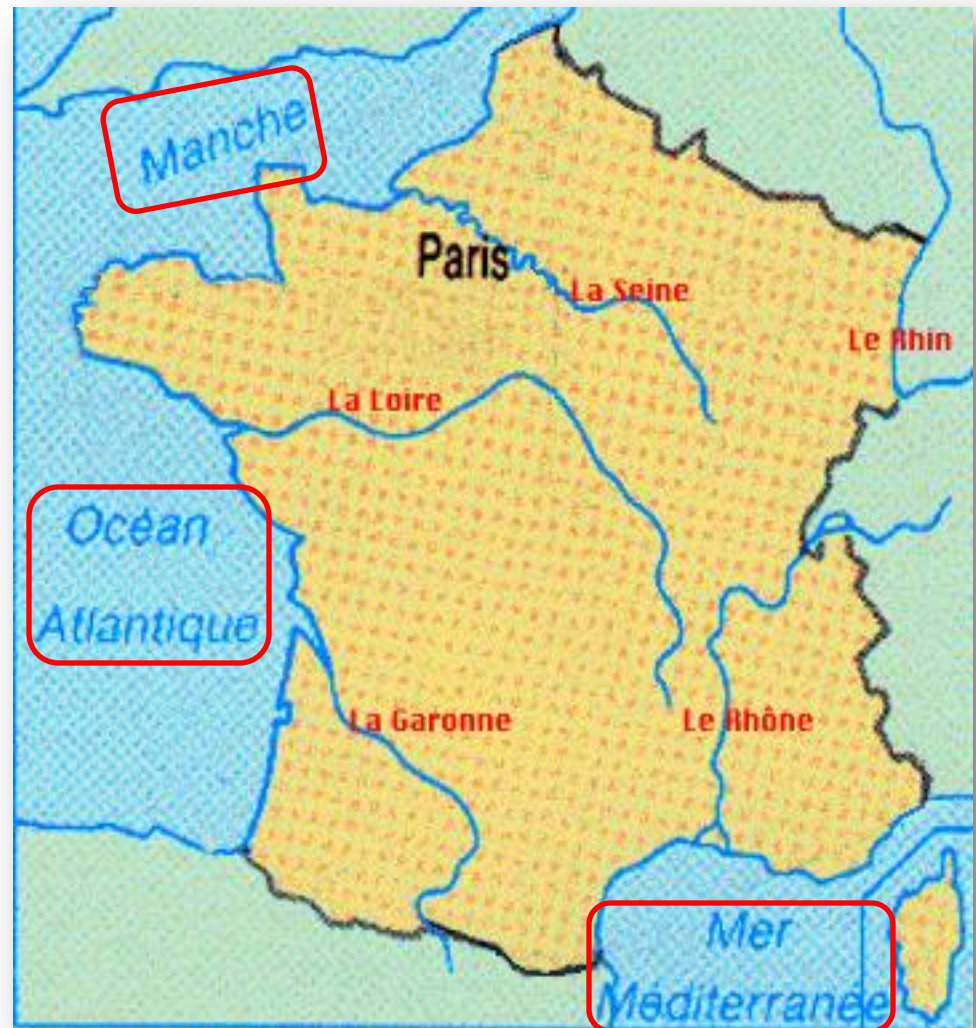 Manche
Paris
La Seine
Le Rhin
La Loire
Océan
Atlantique
La Garonne
Le Rhône
Mer
Méditerranée